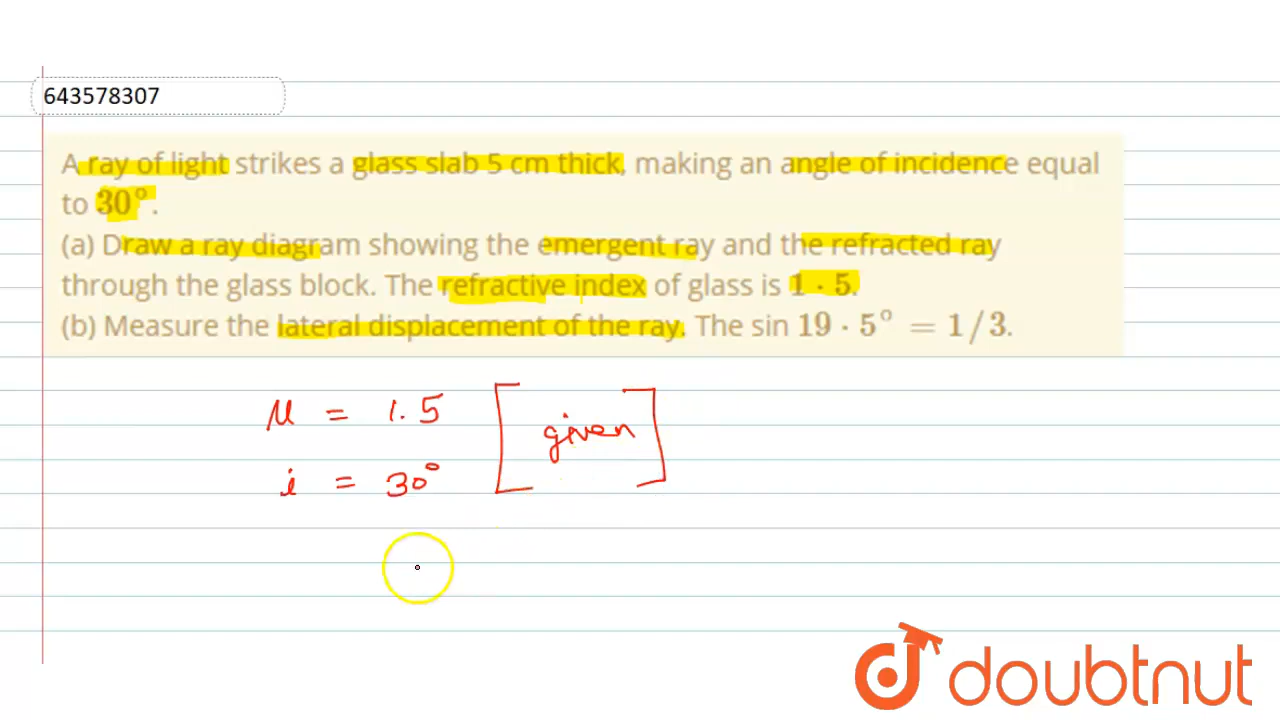 643578307
A ray of light strikes a glass slab 5 cm thick, making an angle of incidence equal
to 30°.
(a) Draw a ray diagram showing the emergent ray and the refracted ray
through the glass block. The refractive index of glass is 1 · 5.
(b) Measure the lateral displacement of the ray. The sin 19 · 5° = 1/3.
μ = 1.5 [given]
i = 30°
doubtnut